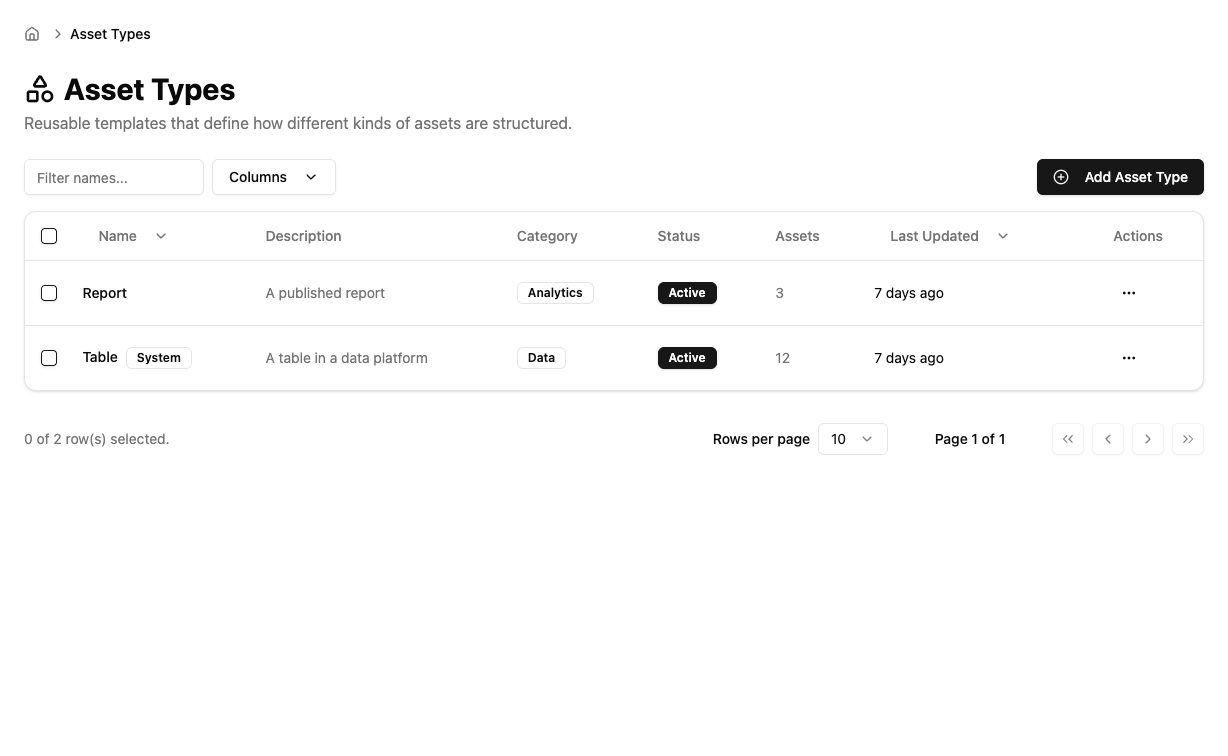 Asset Types
Asset Types
Reusable templates that define how different kinds of assets are structured.
Filter names...
Columns
Add Asset Type
Name Description Category Status Assets Last Updated Actions
Report A published report Analytics Active 3 7 days ago
Table System A table in a data platform Data Active 12 7 days ago
0 of 2 row(s) selected. Rows per page 10 Page 1 of 1